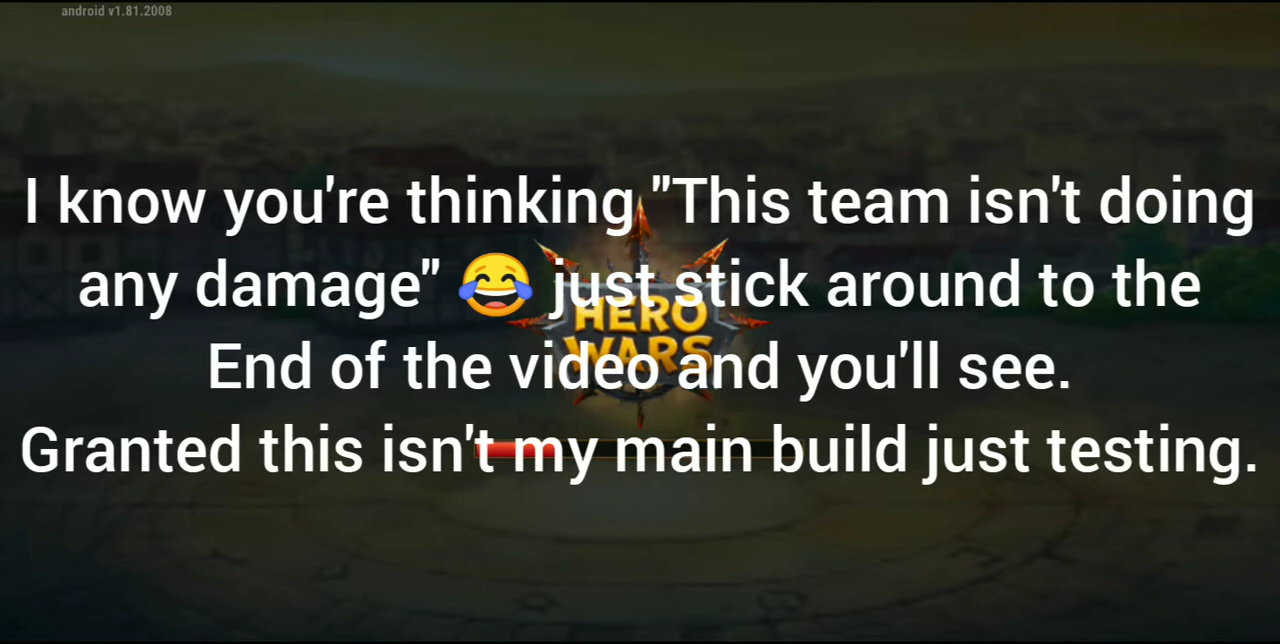 android v1.81.2008
I know you're thinking "This team isn't doing
any damage" 😂 just stick around to the
End of the video and you'll see.
Granted this isn't my main build just testing.
HERO
WARS